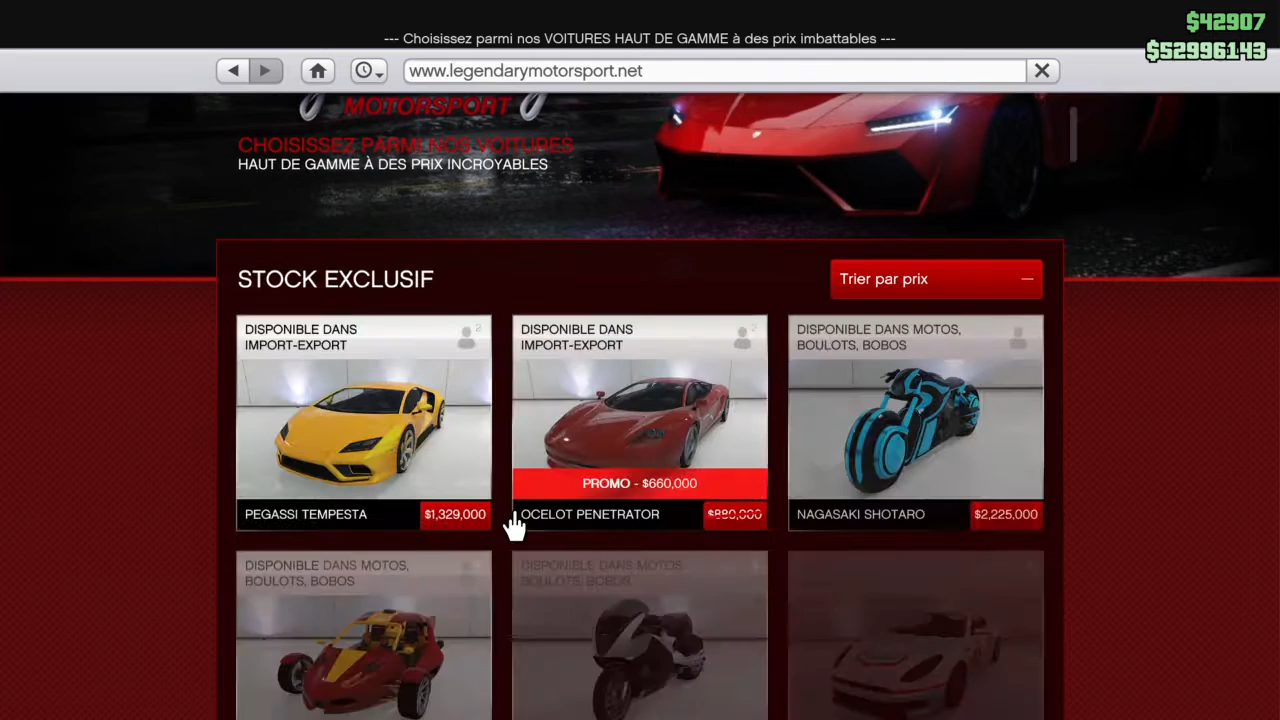 $42907
--- Choisissez parmi nos VOITURES HAUT DE GAMME à des prix imbattables ---
$52996143
www.legendarymotorsport.net
MOTORSPORT
CHOISISSEZ PARMI NOS VOITURES
HAUT DE GAMME À DES PRIX INCROYABLES
STOCK EXCLUSIF
Trier par prix
DISPONIBLE DANS
IMPORT-EXPORT
2
DISPONIBLE DANS
IMPORT-EXPORT
2
DISPONIBLE DANS MOTOS,
BOULOTS, BOBOS
PROMO - $660,000
PEGASSI TEMPESTA
$1,329,000
OCELOT PENETRATOR
$880,000
NAGASAKI SHOTARO
$2,225,000
DISPONIBLE DANS MOTOS,
BOULOTS, BOBOS
DISPONIBLE DANS MOTOS,
BOULOTS, BOBOS